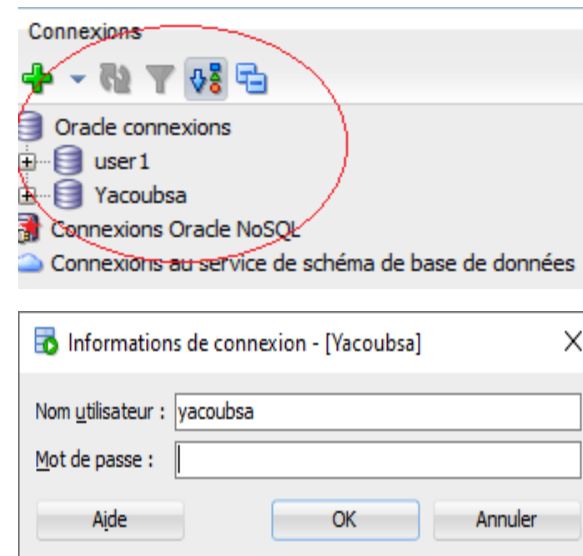 Connexions
Oracle connexions
user1
Yacoubsa
Connexions Oracle NoSQL
Connexions au service de schéma de base de données
Informations de connexion - [Yacoubsa]
Nom utilisateur : yacoubsa
Mot de passe :
Aide OK Annuler